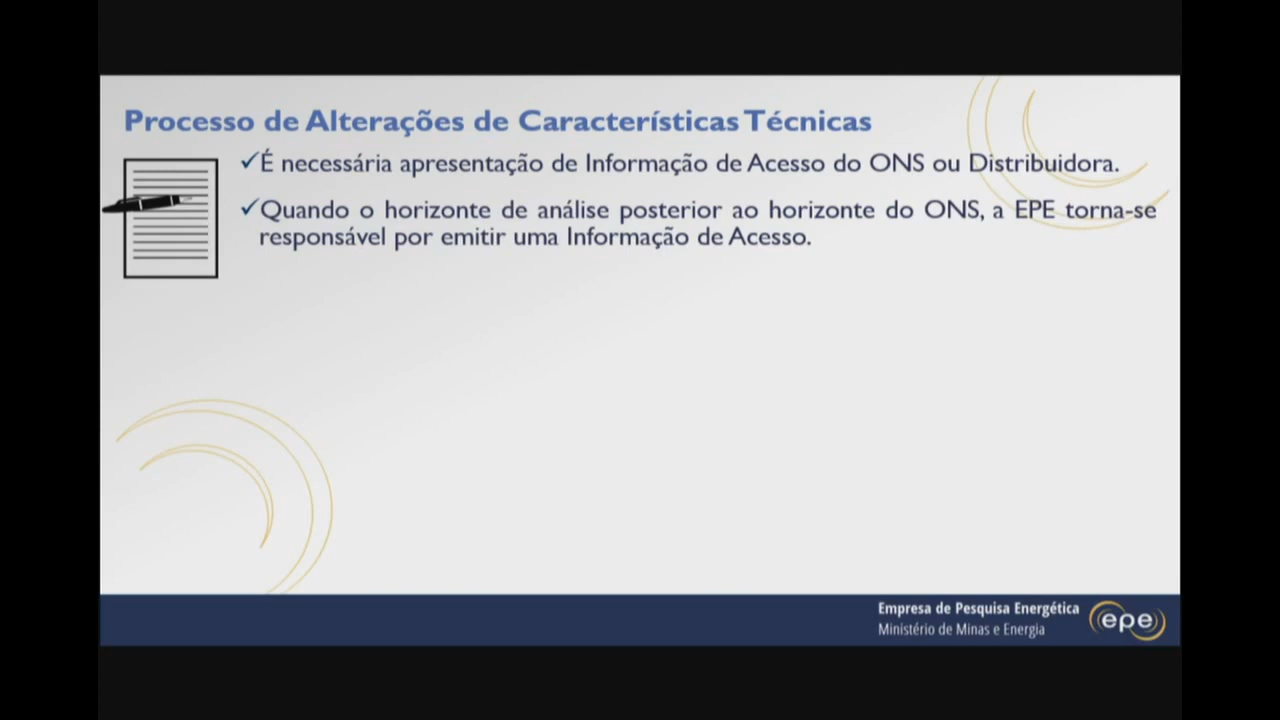 Processo de Alterações de Características Técnicas
✓É necessária apresentação de Informação de Acesso do ONS ou Distribuidora.
✓Quando o horizonte de análise posterior ao horizonte do ONS, a EPE torna-se
responsável por emitir uma Informação de Acesso.
Empresa de Pesquisa Energética
Ministério de Minas e Energia
epe